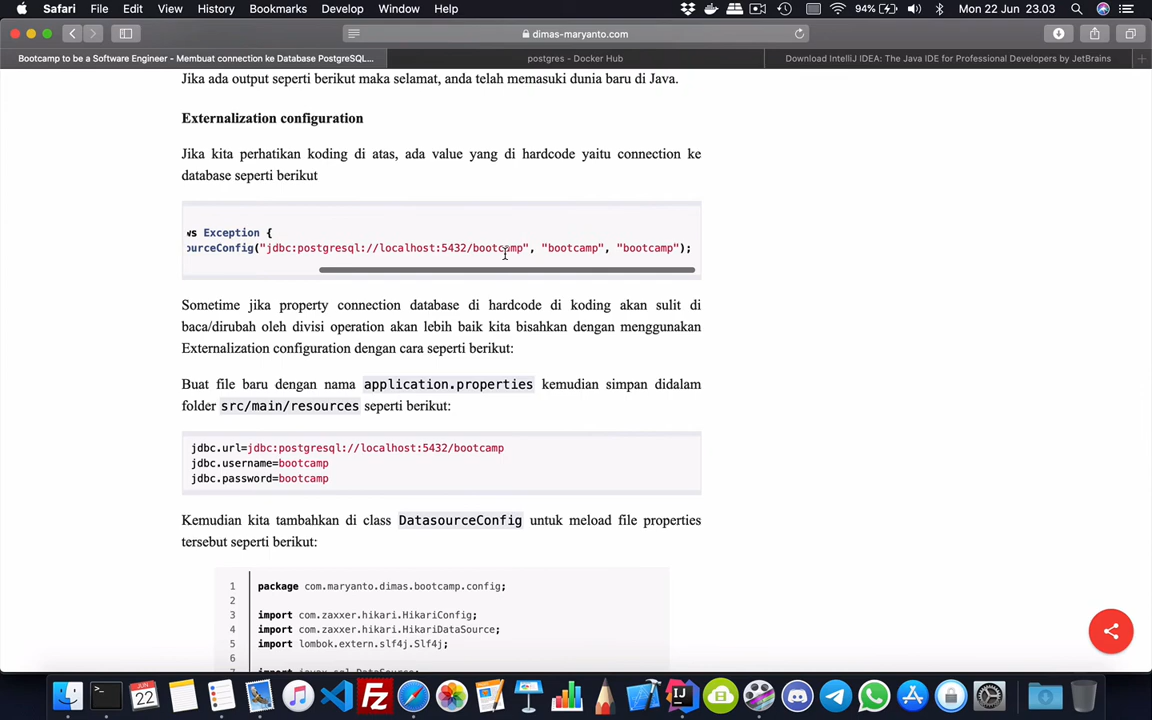 Safari File Edit View History Bookmarks Develop Window Help 94% Mon 22 Jun 23.03
dimas-maryanto.com
Bootcamp to be a Software Engineer - Membuat connection ke Database PostgreSQL... postgres - Docker Hub Download IntelliJ IDEA: The Java IDE for Professional Developers by JetBrains
Jika ada output seperti berikut maka selamat, anda telah memasuki dunia baru di Java.
Externalization configuration
Jika kita perhatikan koding di atas, ada value yang di hardcode yaitu connection ke
database seperti berikut
ws Exception {
ourceConfig("jdbc:postgresql://localhost:5432/bootcamp", "bootcamp", "bootcamp");
Sometime jika property connection database di hardcode di koding akan sulit di
baca/dirubah oleh divisi operation akan lebih baik kita bisahkan dengan menggunakan
Externalization configuration dengan cara seperti berikut:
Buat file baru dengan nama application.properties kemudian simpan didalam
folder src/main/resources seperti berikut:
jdbc.url=jdbc:postgresql://localhost:5432/bootcamp
jdbc.username=bootcamp
jdbc.password=bootcamp
Kemudian kita tambahkan di class DatasourceConfig untuk meload file properties
tersebut seperti berikut:
1 package com.maryanto.dimas.bootcamp.config;
2
3 import com.zaxxer.hikari.HikariConfig;
4 import com.zaxxer.hikari.HikariDataSource;
5 import lombok.extern.slf4j.Slf4j;
6
7 import javax.sql.DataSource;